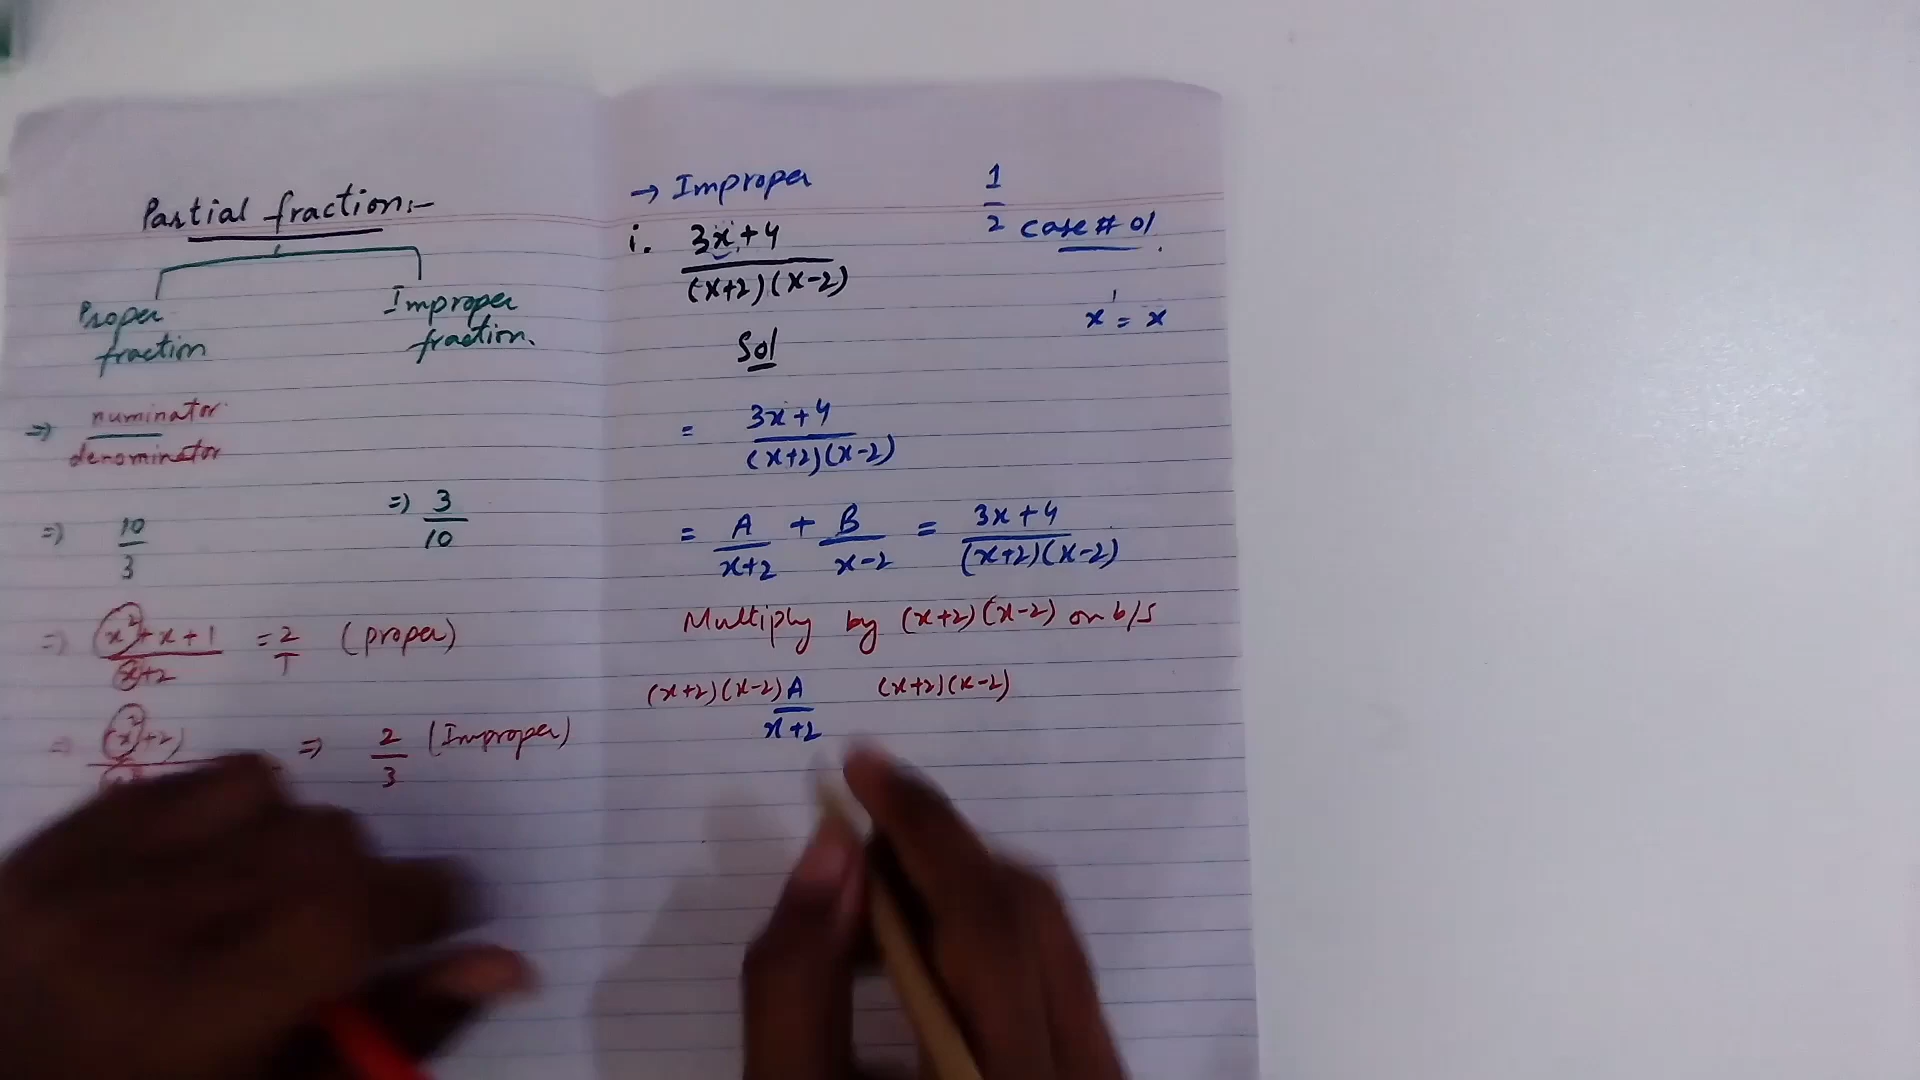 Partial fraction:-
Proper fraction
Improper fraction.
=> numinator
denominator
=> 10
3
=> 3
10
=> x²+x+1 = 2 (proper)
x+2 1
=> (x²+2) => 2 (Improper)
3
→ Improper
1
2 case # 01.
i. 3x+4
(x+2)(x-2)
x¹ = x
Sol
= 3x+4
(x+2)(x-2)
= A + B = 3x+4
x+2 x-2 (x+2)(x-2)
Multiply by (x+2)(x-2) on b/s
(x+2)(x-2)A (x+2)(x-2)
x+2